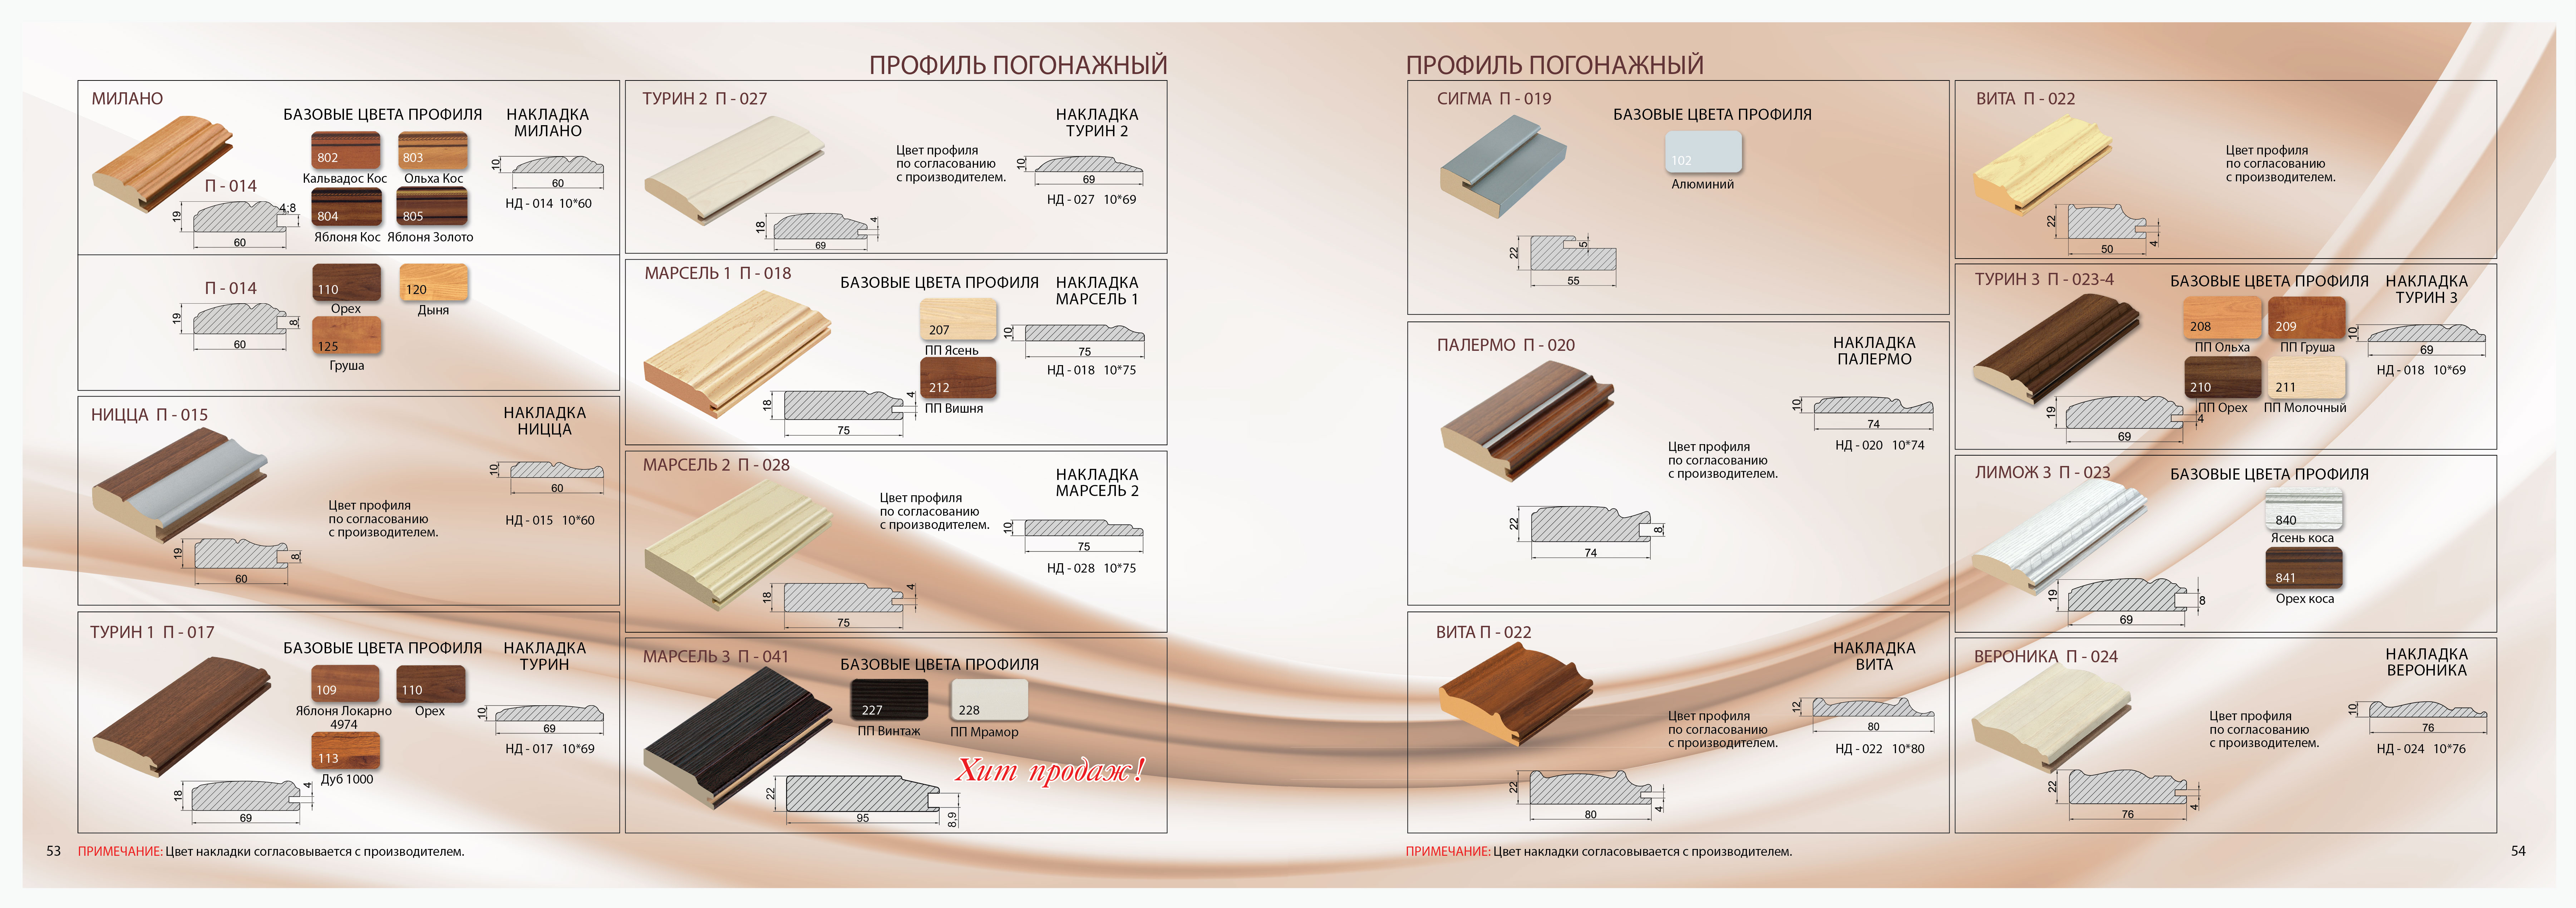 ПРОФИЛЬ ПОГОНАЖНЫЙ
МИЛАНО
БАЗОВЫЕ ЦВЕТА ПРОФИЛЯ
НАКЛАДКА
МИЛАНО
802
803
Кальвадос Кос
Ольха Кос
804
805
Яблоня Кос
Яблоня Золото
П - 014
19
4.8
60
10
60
НД - 014  10*60
П - 014
19
8
60
110
120
Орех
Дыня
125
Груша
НИЦЦА  П - 015
НАКЛАДКА
НИЦЦА
10
60
НД - 015  10*60
Цвет профиля
по согласованию
с производителем.
19
8
60
ТУРИН 1  П - 017
БАЗОВЫЕ ЦВЕТА ПРОФИЛЯ
НАКЛАДКА
ТУРИН
109
110
Яблоня Локарно
4974
Орех
113
Дуб 1000
10
69
НД - 017  10*69
18
4
69
ТУРИН 2  П - 027
НАКЛАДКА
ТУРИН 2
Цвет профиля
по согласованию
с производителем.
10
69
НД - 027  10*69
18
4
69
МАРСЕЛЬ 1  П - 018
БАЗОВЫЕ ЦВЕТА ПРОФИЛЯ
НАКЛАДКА
МАРСЕЛЬ 1
207
ПП Ясень
212
ПП Вишня
10
75
НД - 018  10*75
18
4
75
МАРСЕЛЬ 2  П - 028
НАКЛАДКА
МАРСЕЛЬ 2
Цвет профиля
по согласованию
с производителем.
10
75
НД - 028  10*75
18
4
75
МАРСЕЛЬ 3  П - 041
БАЗОВЫЕ ЦВЕТА ПРОФИЛЯ
227
228
ПП Винтаж
ПП Мрамор
Хит продаж!
22
8.9
95
53
ПРИМЕЧАНИЕ: Цвет накладки согласовывается с производителем.
ПРОФИЛЬ ПОГОНАЖНЫЙ
СИГМА  П - 019
БАЗОВЫЕ ЦВЕТА ПРОФИЛЯ
102
Алюминий
22
5
55
ПАЛЕРМО  П - 020
НАКЛАДКА
ПАЛЕРМО
10
74
НД - 020  10*74
Цвет профиля
по согласованию
с производителем.
22
8
74
ВИТА П - 022
НАКЛАДКА
ВИТА
12
80
НД - 022  10*80
Цвет профиля
по согласованию
с производителем.
22
4
80
ВИТА  П - 022
Цвет профиля
по согласованию
с производителем.
22
4
50
ТУРИН 3  П - 023-4
БАЗОВЫЕ ЦВЕТА ПРОФИЛЯ
НАКЛАДКА
ТУРИН 3
208
209
ПП Ольха
ПП Груша
210
211
ПП Орех
ПП Молочный
10
69
НД - 018  10*69
19
4
69
ЛИМОЖ 3  П - 023
БАЗОВЫЕ ЦВЕТА ПРОФИЛЯ
840
Ясень коса
841
Орех коса
19
8
69
ВЕРОНИКА  П - 024
НАКЛАДКА
ВЕРОНИКА
Цвет профиля
по согласованию
с производителем.
10
76
НД - 024  10*76
22
4
76
ПРИМЕЧАНИЕ: Цвет накладки согласовывается с производителем.
54